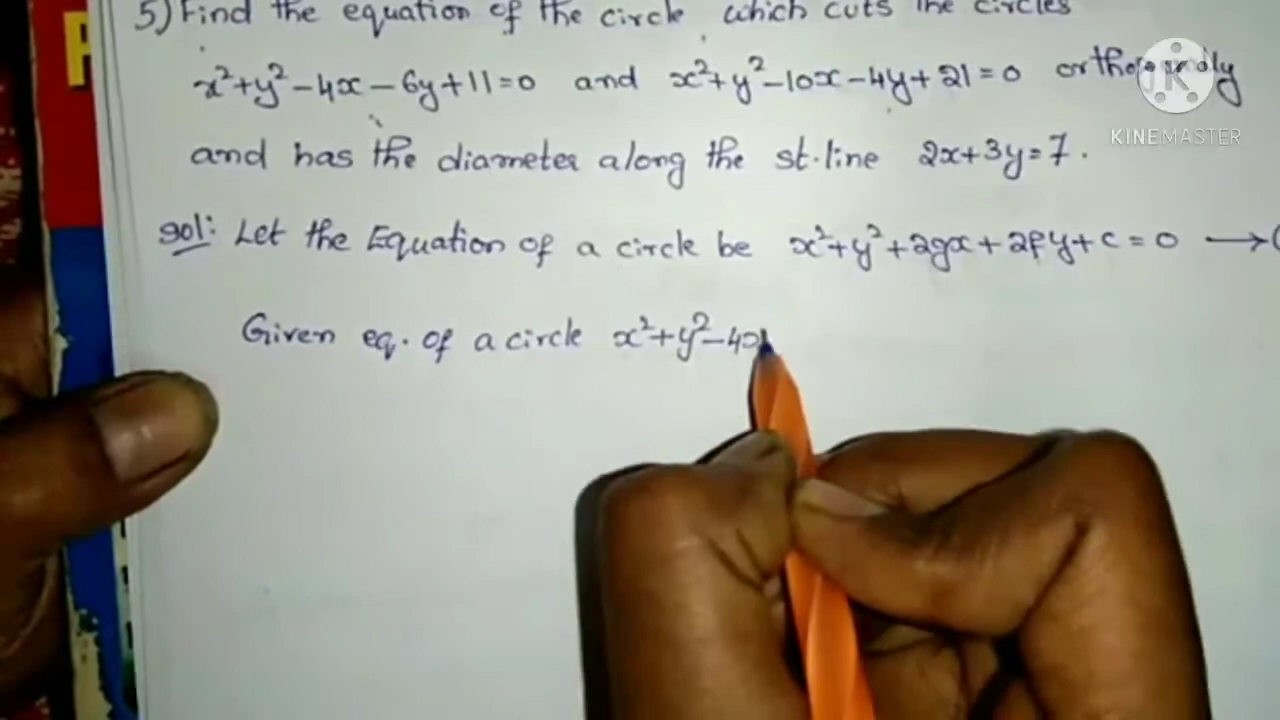 5) Find the equation of the circle which cuts the circles
x²+y²-4x-6y+11=0 and x²+y²-10x-4y+21=0
KINEMASTER
and has the diameter along the st.line 2x+3y=7.
Sol: Let the Equation of a circle be x²+y²+2gx+2fy+c=0 →
Given eq. of a circle x²+y²-4x